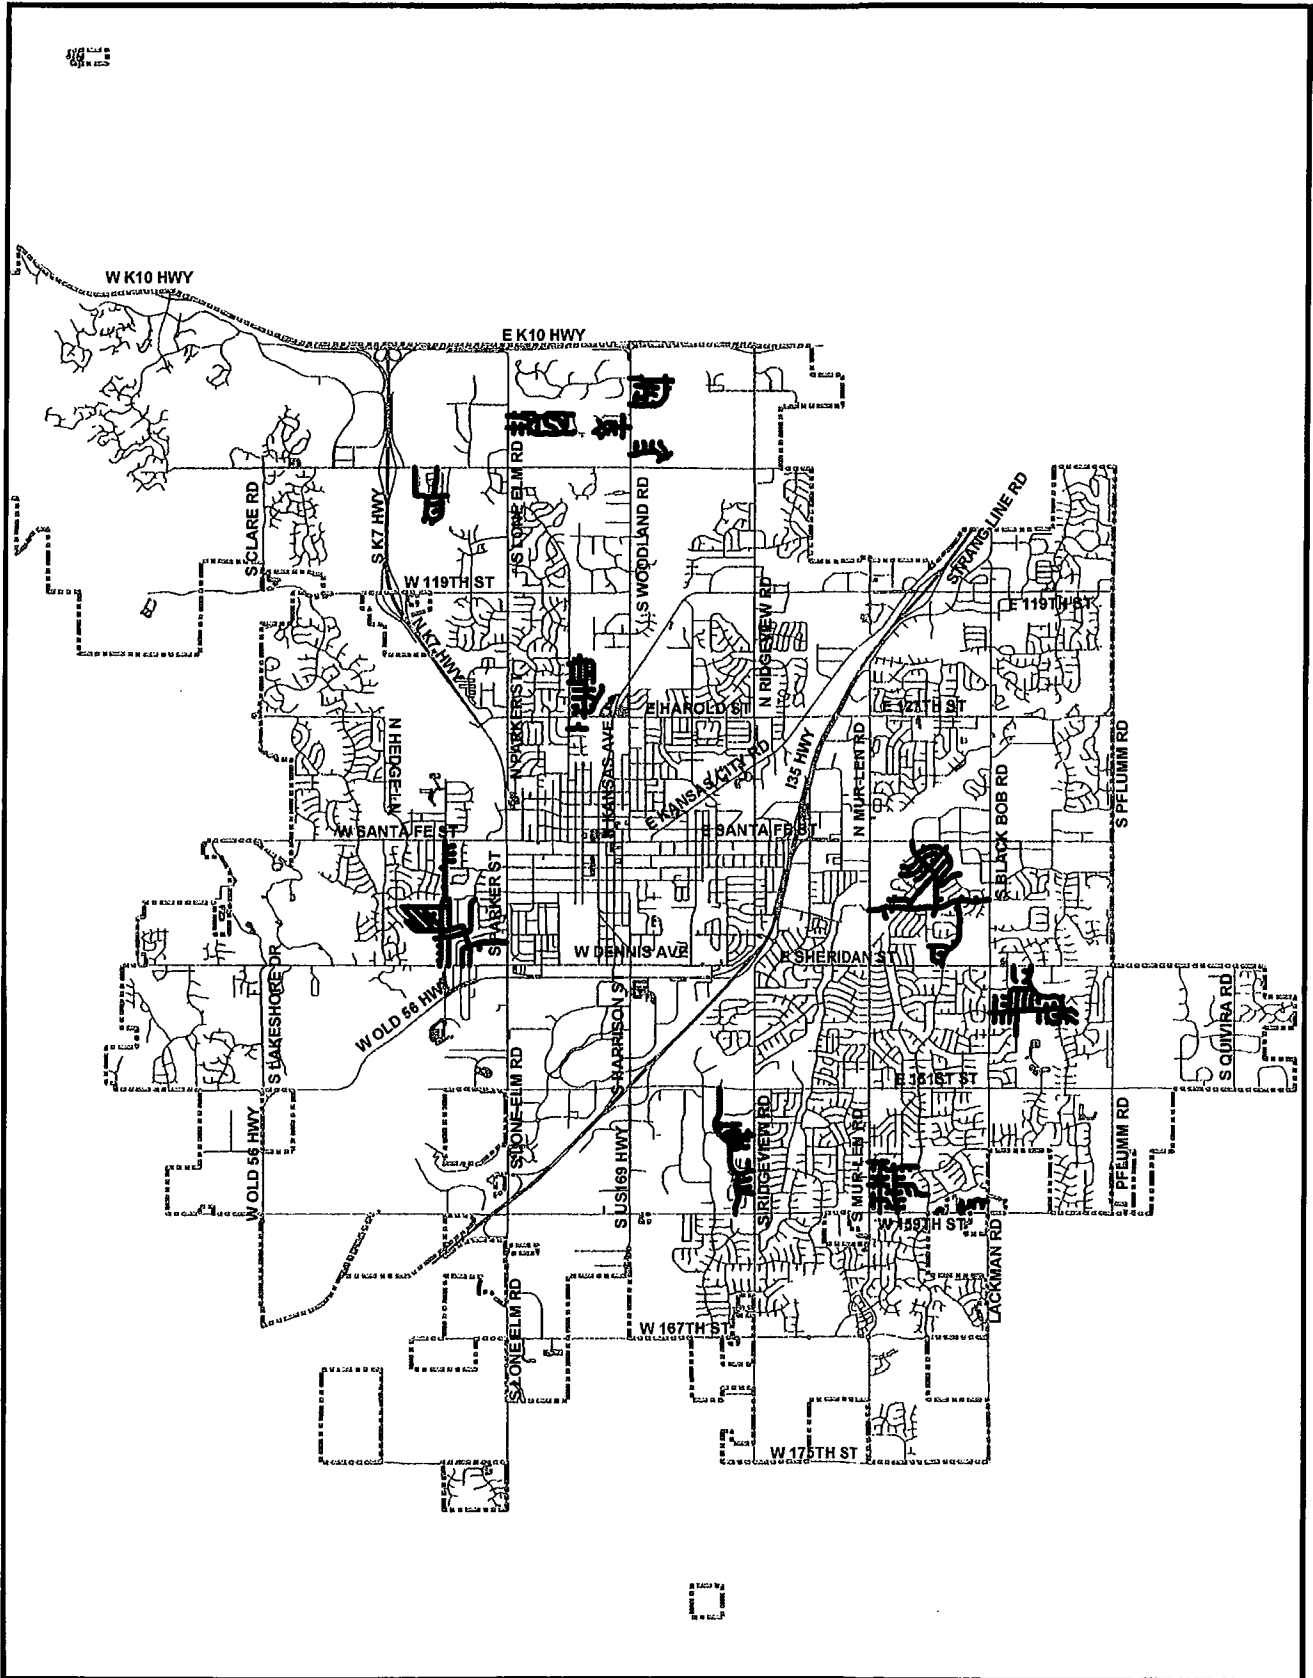 W K10 HWY
E K10 HWY
S CLARE RD
S K7 HWY
S LONE ELM RD
S WOODLAND RD
STRANG LINE RD
W 119TH ST
E 119TH ST
N K7 HWY
N RIDGEVIEW RD
N PARKER ST
E HAROLD ST
E 127TH ST
N HEDGE LN
N KANSAS AVE
E KANSAS CITY RD
I35 HWY
N MUR-LEN RD
S BLACK BOB RD
S PFLUMM RD
W SANTA FE ST
E SANTA FE ST
S PARKER ST
W DENNIS AVE
E SHERIDAN ST
S LAKESHORE DR
W OLD 56 HWY
S HARRISON ST
S QUIVIRA RD
E 151ST ST
S LONE ELM RD
W OLD 56 HWY
S US169 HWY
S RIDGEVIEW RD
S MUR-LEN RD
PFLUMM RD
W 159TH ST
LACKMAN RD
S LONE ELM RD
W 167TH ST
W 175TH ST